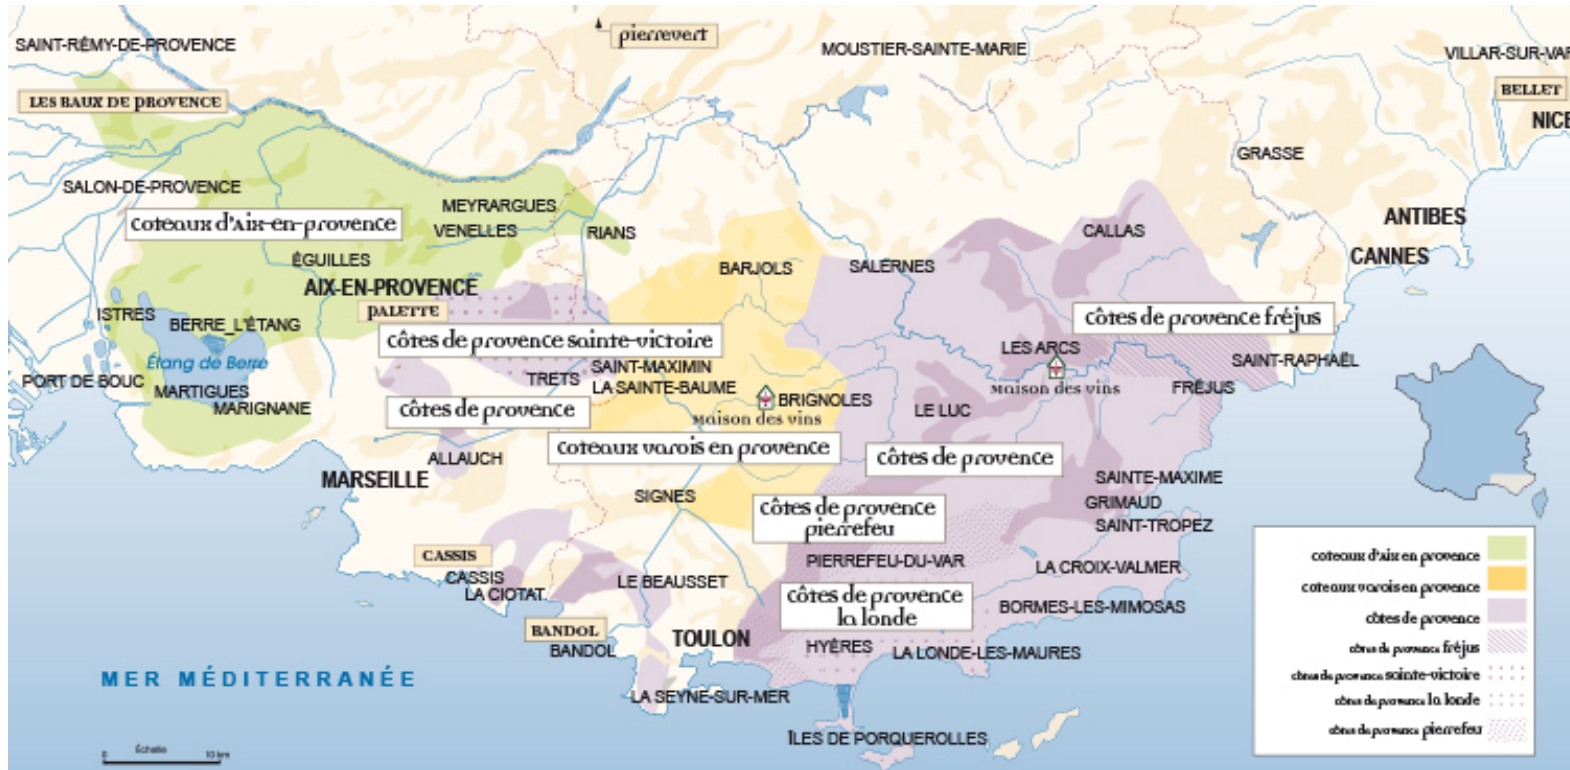 SAINT-RÉMY-DE-PROVENCE
pierrevert
MOUSTIER-SAINTE-MARIE
VILLAR-SUR-VAR
LES BAUX DE PROVENCE
BELLET
NICE
GRASSE
SALON-DE-PROVENCE
MEYRARGUES
coteaux d'Aix-en-provence
VENELLES
RIANS
CALLAS
ANTIBES
CANNES
ÉGUILLES
BARJOLS
SALERNES
AIX-EN-PROVENCE
PALETTE
ISTRES
BERRE_L'ÉTANG
côtes de provence sainte-victoire
côtes de provence fréjus
LES ARCS
Étang de Berre
SAINT-MAXIMIN
LA SAINTE-BAUME
TRETS
SAINT-RAPHAËL
PORT DE BOUC
MARTIGUES
MARIGNANE
maison des vins
FRÉJUS
BRIGNOLES
maison des vins
côtes de provence
LE LUC
coteaux varois en provence
côtes de provence
ALLAUCH
MARSEILLE
SAINTE-MAXIME
SIGNES
GRIMAUD
côtes de provence
pierrefeu
SAINT-TROPEZ
CASSIS
CASSIS
LA CIOTAT
LE BEAUSSET
PIERREFEU-DU-VAR
LA CROIX-VALMER
côtes de provence
la londe
BORMES-LES-MIMOSAS
BANDOL
BANDOL
TOULON
HYÈRES
LA LONDE-LES-MAURES
MER MÉDITERRANÉE
LA SEYNE-SUR-MER
ÎLES DE PORQUEROLLES
Échelle
0 10 km
coteaux d'aix en provence
coteaux varois en provence
côtes de provence
côtes de provence fréjus
côtes de provence sainte-victoire
côtes de provence la londe
côtes de provence pierrefeu